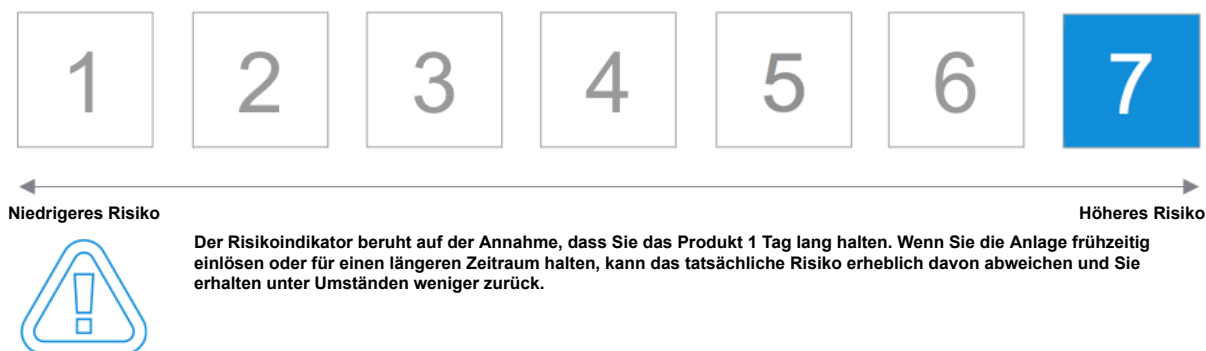 1 2 3 4 5 6 7
Niedrigeres Risiko Höheres Risiko
Der Risikoindikator beruht auf der Annahme, dass Sie das Produkt 1 Tag lang halten. Wenn Sie die Anlage frühzeitig
einlösen oder für einen längeren Zeitraum halten, kann das tatsächliche Risiko erheblich davon abweichen und Sie
erhalten unter Umständen weniger zurück.